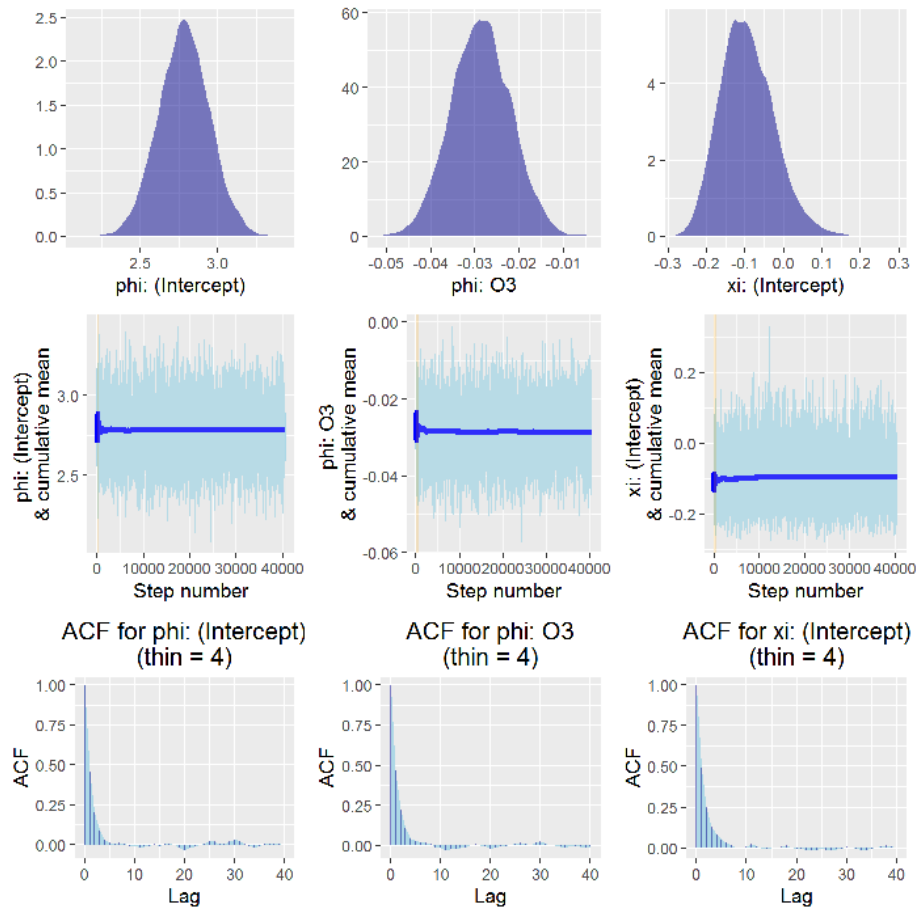 2.5
2.0
1.5
1.0
0.5
0.0
2.5 3.0
phi: (Intercept)
60
40
20
0
-0.05 -0.04 -0.03 -0.02 -0.01
phi: O3
4
2
0
-0.3 -0.2 -0.1 0.0 0.1 0.2 0.3
xi: (Intercept)
phi: (Intercept)
& cumulative mean
3.0
2.5
0 10000 20000 30000 40000
Step number
phi: O3
& cumulative mean
0.00
-0.02
-0.04
-0.06
0 10000 20000 30000 40000
Step number
xi: (Intercept)
& cumulative mean
0.2
0.0
-0.2
0 10000 20000 30000 40000
Step number
ACF for phi: (Intercept)
(thin = 4)
ACF
1.00
0.75
0.50
0.25
0.00
0 10 20 30 40
Lag
ACF for phi: O3
(thin = 4)
ACF
1.00
0.75
0.50
0.25
0.00
0 10 20 30 40
Lag
ACF for xi: (Intercept)
(thin = 4)
ACF
1.00
0.75
0.50
0.25
0.00
0 10 20 30 40
Lag